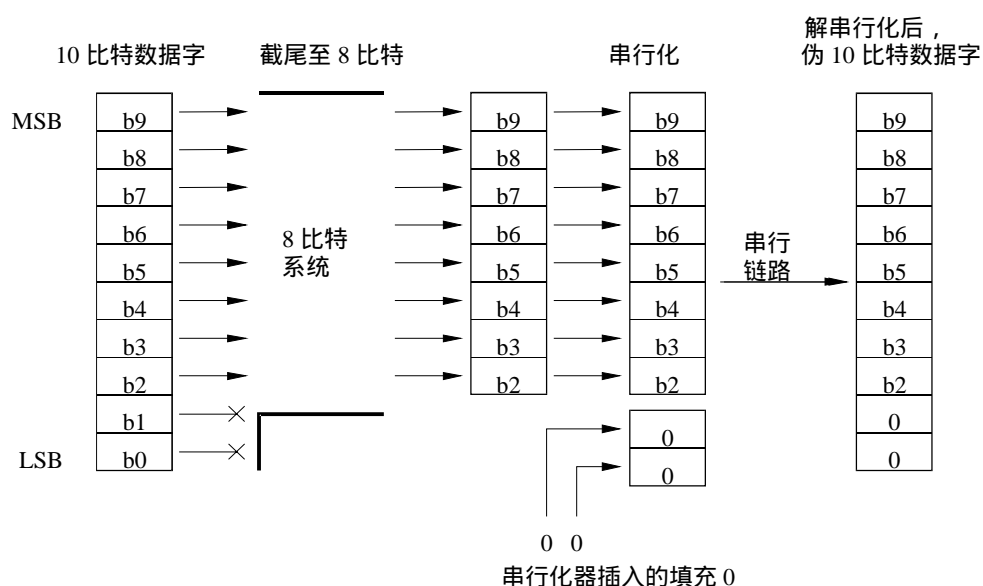 10 比特数据字
截尾至 8 比特
串行化
解串行化后，
伪 10 比特数据字
MSB
b9
b8
b7
b6
b5
b4
b3
b2
b1
b0
LSB
8 比特
系统
b9
b8
b7
b6
b5
b4
b3
b2
b9
b8
b7
b6
b5
b4
b3
b2
0
0
串行
链路
b9
b8
b7
b6
b5
b4
b3
b2
0
0
0 0
串行化器插入的填充 0